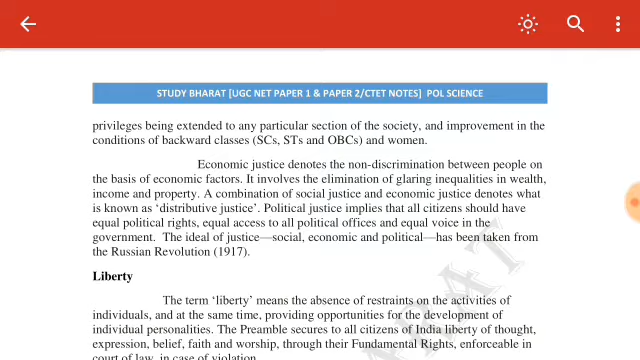 STUDY BHARAT [UGC NET PAPER 1 & PAPER 2/CTET NOTES] POL SCIENCE
privileges being extended to any particular section of the society, and improvement in the
conditions of backward classes (SCs, STs and OBCs) and women.
Economic justice denotes the non-discrimination between people on
the basis of economic factors. It involves the elimination of glaring inequalities in wealth,
income and property. A combination of social justice and economic justice denotes what
is known as ‘distributive justice’. Political justice implies that all citizens should have
equal political rights, equal access to all political offices and equal voice in the
government. The ideal of justice—social, economic and political—has been taken from
the Russian Revolution (1917).
Liberty
The term ‘liberty’ means the absence of restraints on the activities of
individuals, and at the same time, providing opportunities for the development of
individual personalities. The Preamble secures to all citizens of India liberty of thought,
expression, belief, faith and worship, through their Fundamental Rights, enforceable in
court of law, in case of violation.